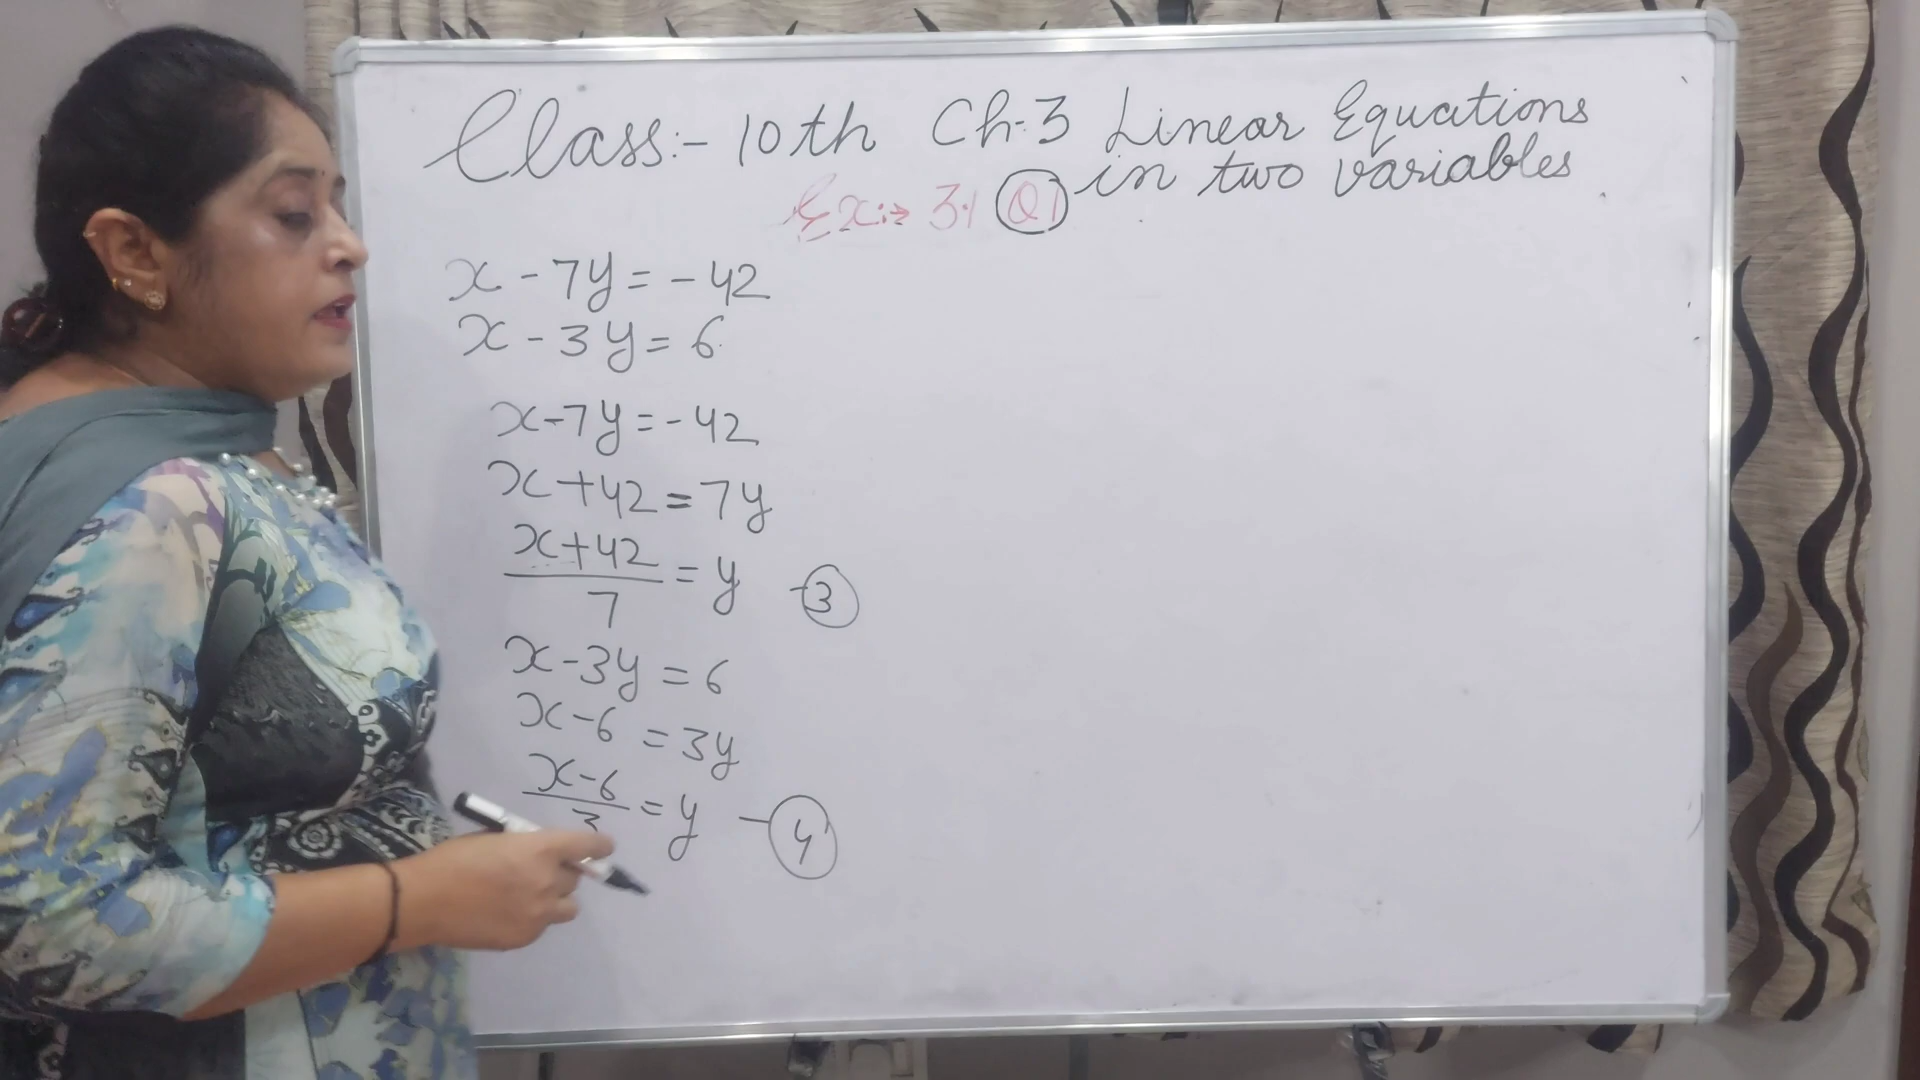 Class:- 10th Ch-3 Linear Equations
in two variables
Ex:→ 3.1 Q1
x - 7y = - 42
x - 3y = 6
x - 7y = - 42
x + 42 = 7y
x + 42 / 7 = y - 3
x - 3y = 6
x - 6 = 3y
x - 6 / 3 = y - 4